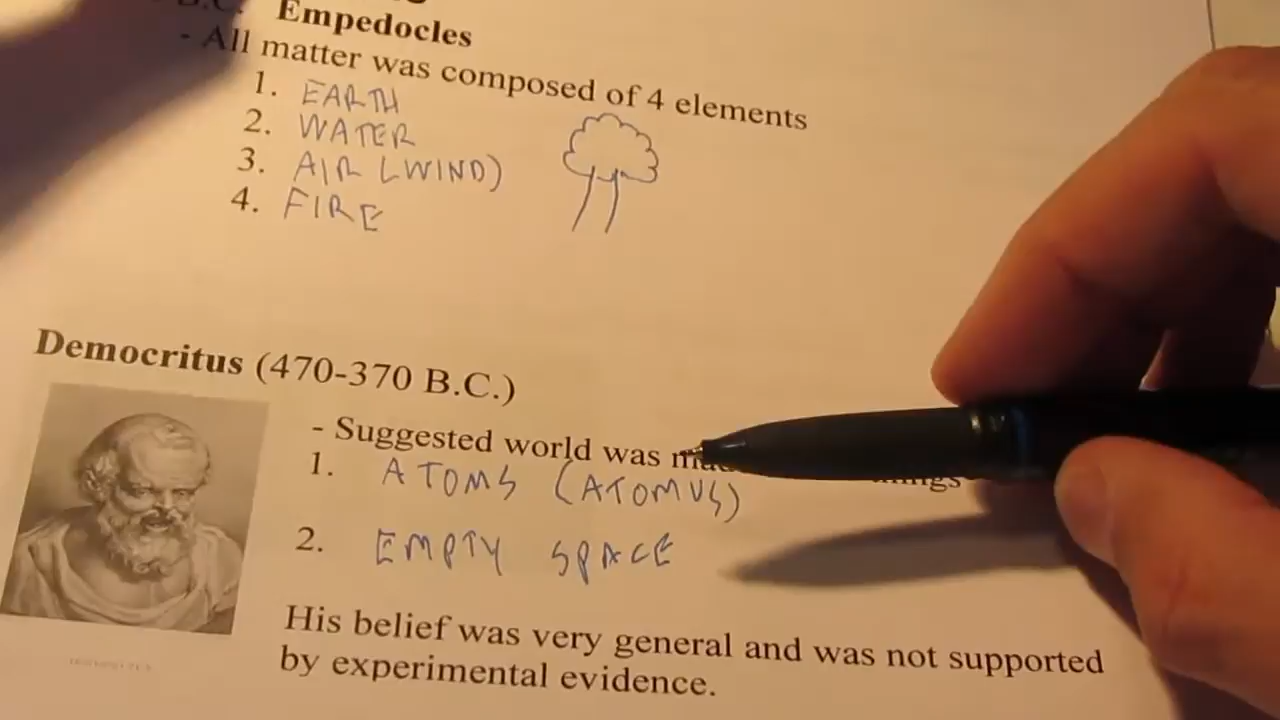 B.C. Empedocles
- All matter was composed of 4 elements
1. EARTH
2. WATER
3. AIR (WIND)
4. FIRE
Democritus (470-370 B.C.)
- Suggested world was
1. ATOMS (ATOMUS)
2. EMPTY SPACE
His belief was very general and was not supported
by experimental evidence.